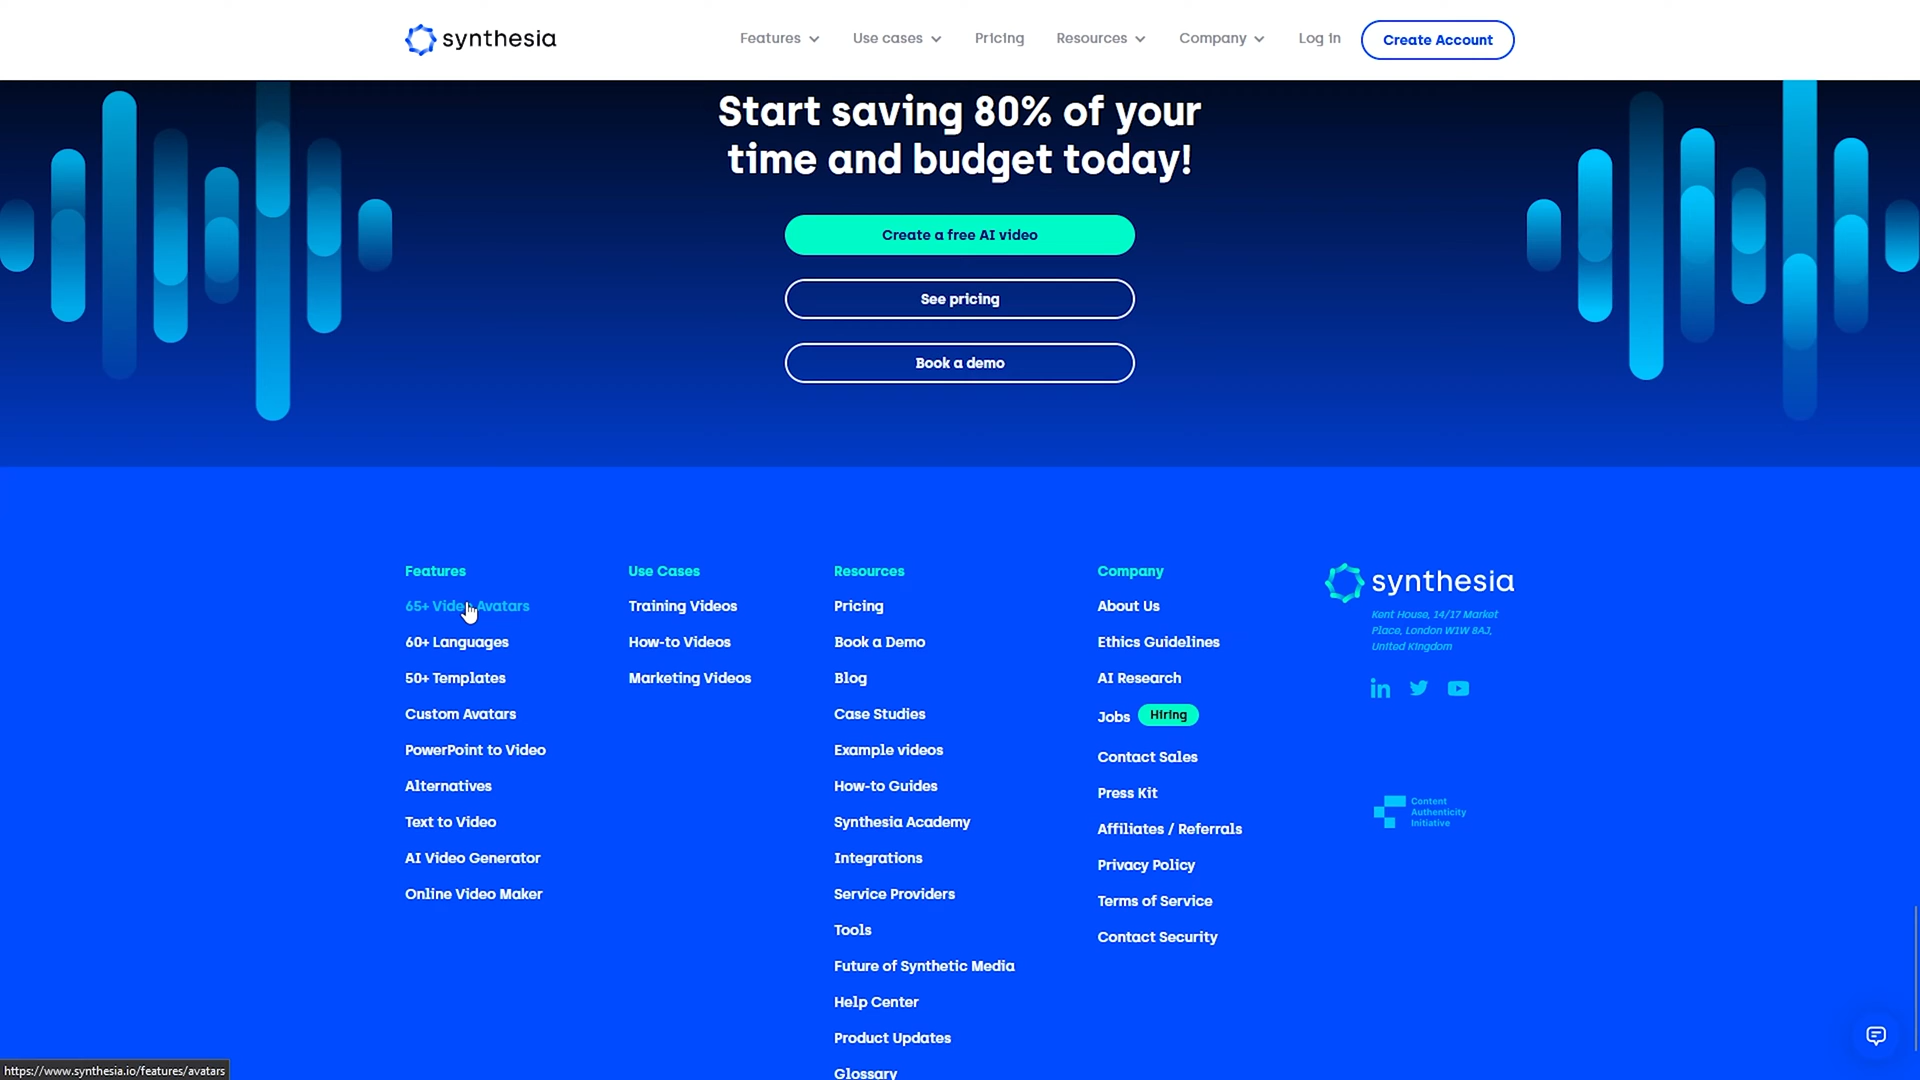 synthesia
Features
Use cases
Pricing
Resources
Company
Log in
Create Account
Start saving 80% of your
time and budget today!
Create a free AI video
See pricing
Book a demo
Features
65+ Video Avatars
60+ Languages
50+ Templates
Custom Avatars
PowerPoint to Video
Alternatives
Text to Video
AI Video Generator
Online Video Maker
Use Cases
Training Videos
How-to Videos
Marketing Videos
Resources
Pricing
Book a Demo
Blog
Case Studies
Example videos
How-to Guides
Synthesia Academy
Integrations
Service Providers
Tools
Future of Synthetic Media
Help Center
Product Updates
Glossary
Company
About Us
Ethics Guidelines
AI Research
Jobs Hiring
Contact Sales
Press Kit
Affiliates / Referrals
Privacy Policy
Terms of Service
Contact Security
synthesia
Kent House, 14/17 Market
Place, London W1W 8AJ,
United Kingdom
Content
Authenticity
Initiative
https://www.synthesia.io/features/avatars